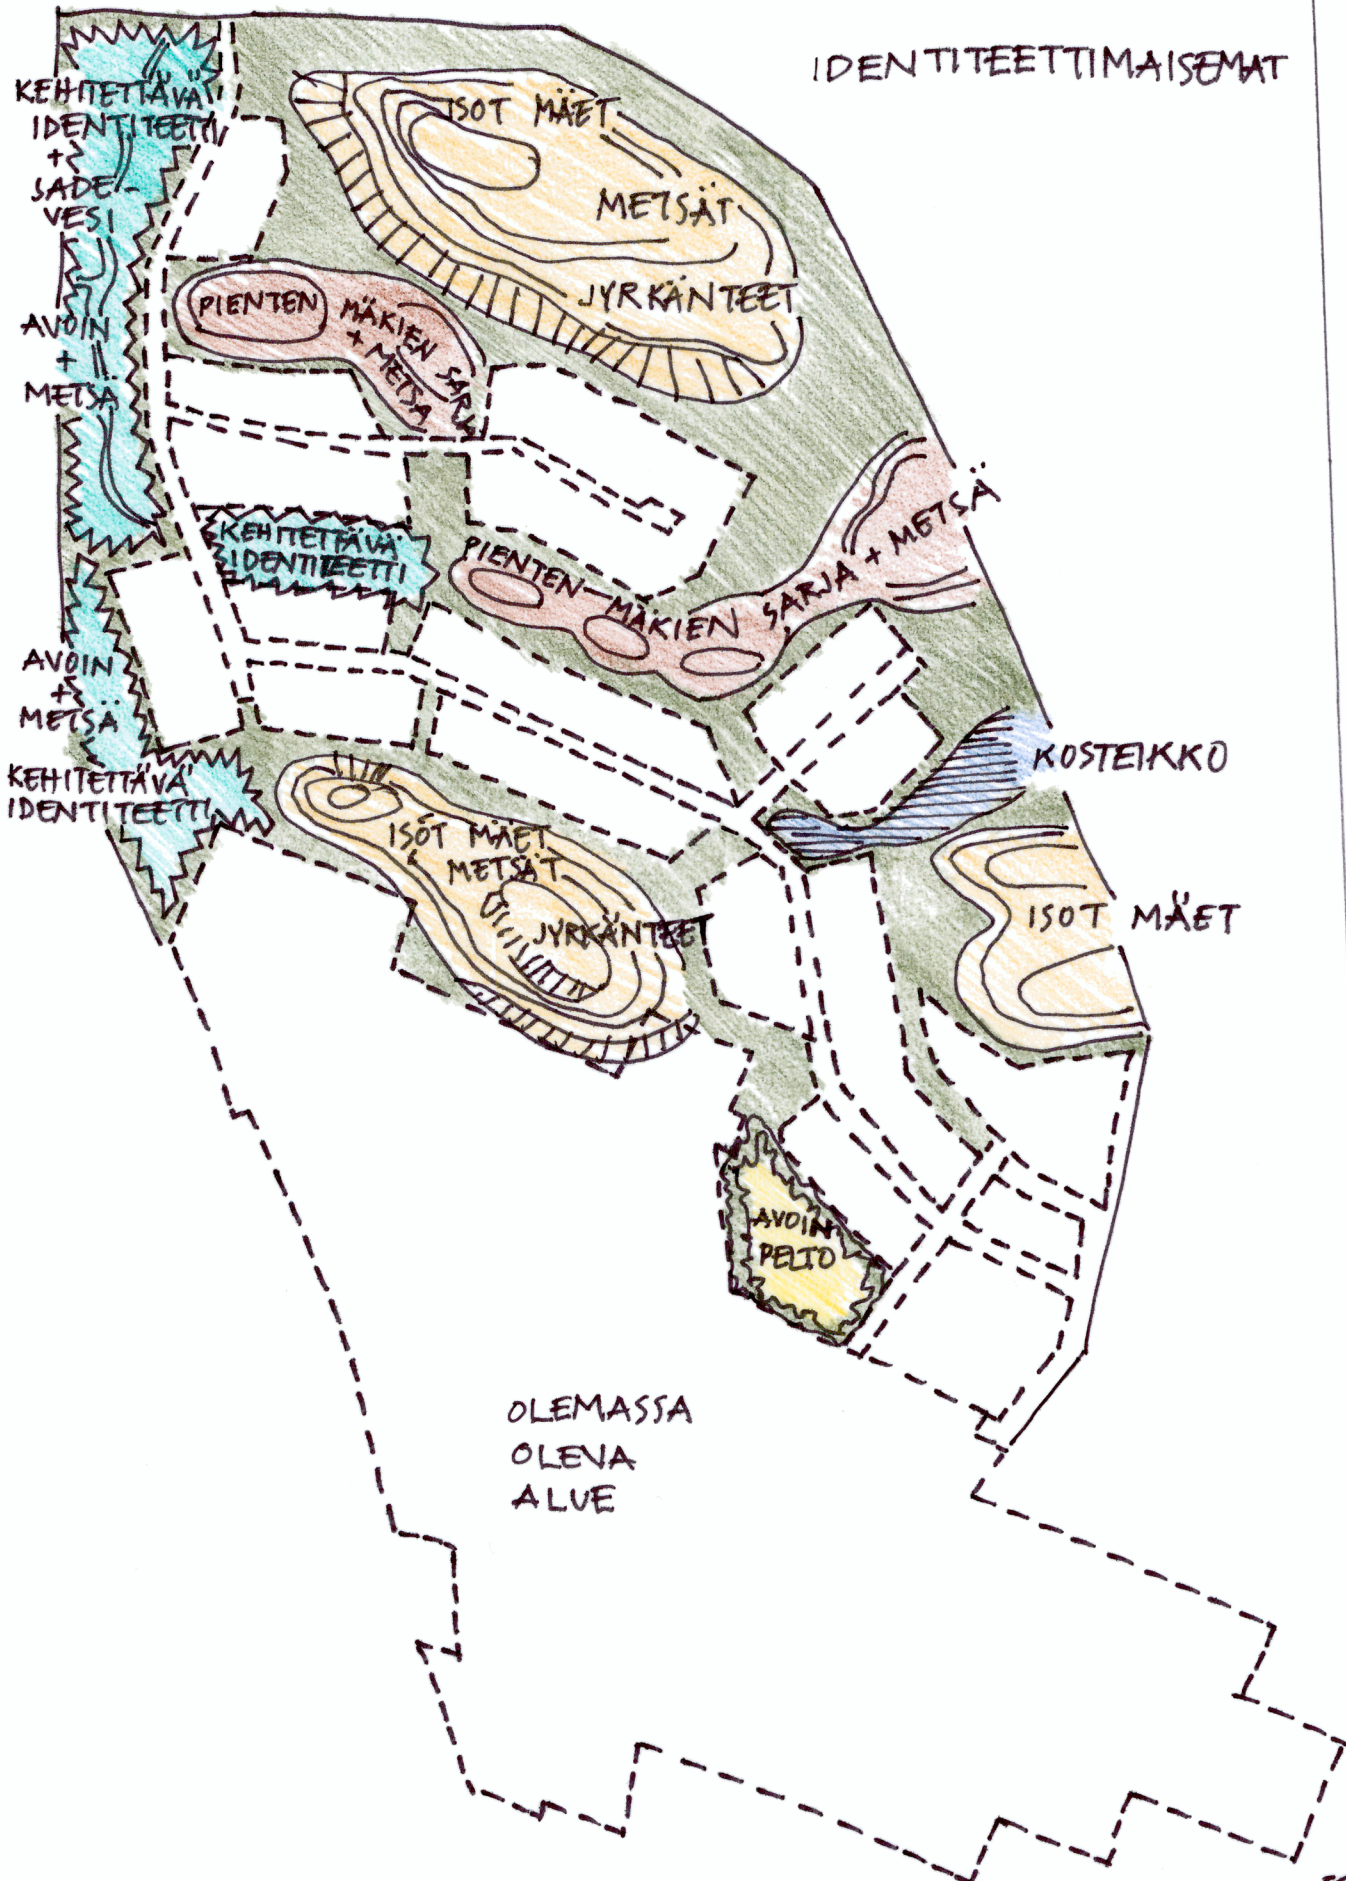 IDENTITEETTIMAISEMAT
KEHITETTÄVÄ
IDENTITEETTI
+
SADE-
VESI
AVOIN
+
METSÄ
ISOT MÄET
METSÄT
JYRKÄNTEET
PIENTEN MÄKIEN SARJA
+ METSÄ
KEHITETTÄVÄ
IDENTITEETTI
PIENTEN MÄKIEN SARJA + METSÄ
AVOIN
+
METSÄ
KEHITETTÄVÄ
IDENTITEETTI
KOSTEIKKO
ISOT MÄET
METSÄT
JYRKÄNTEET
ISOT MÄET
AVOIN
PELTO
OLEMASSA
OLEVA
ALUE